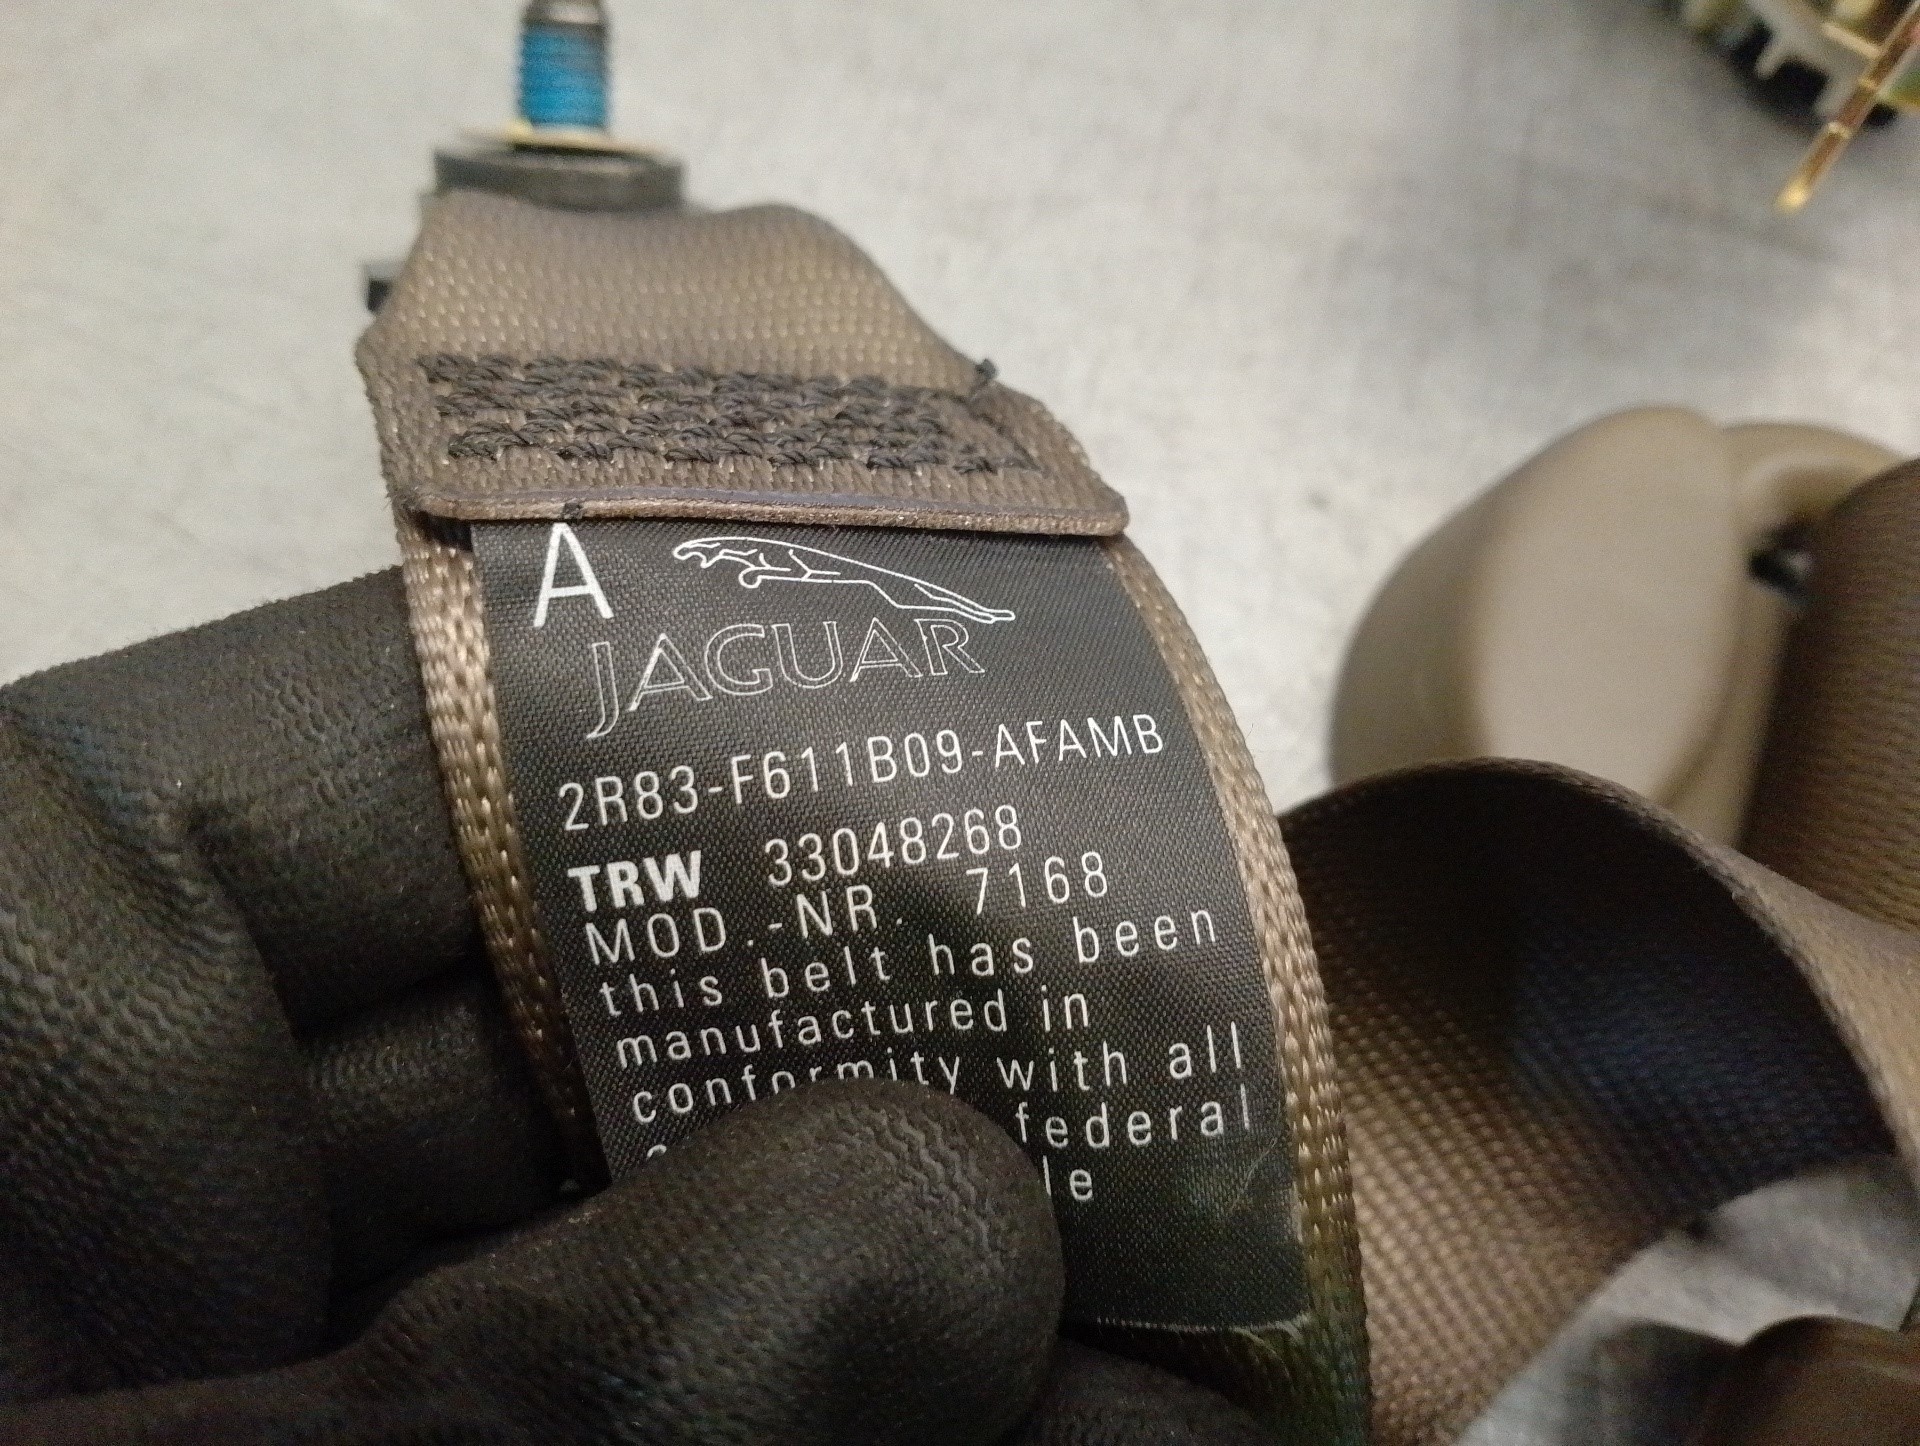 A
JAGUAR
2R83-F611B09-AFAMB
TRW 33048268
MOD.-NR. 7168
this belt has been
manufactured in
conformity with all
federal